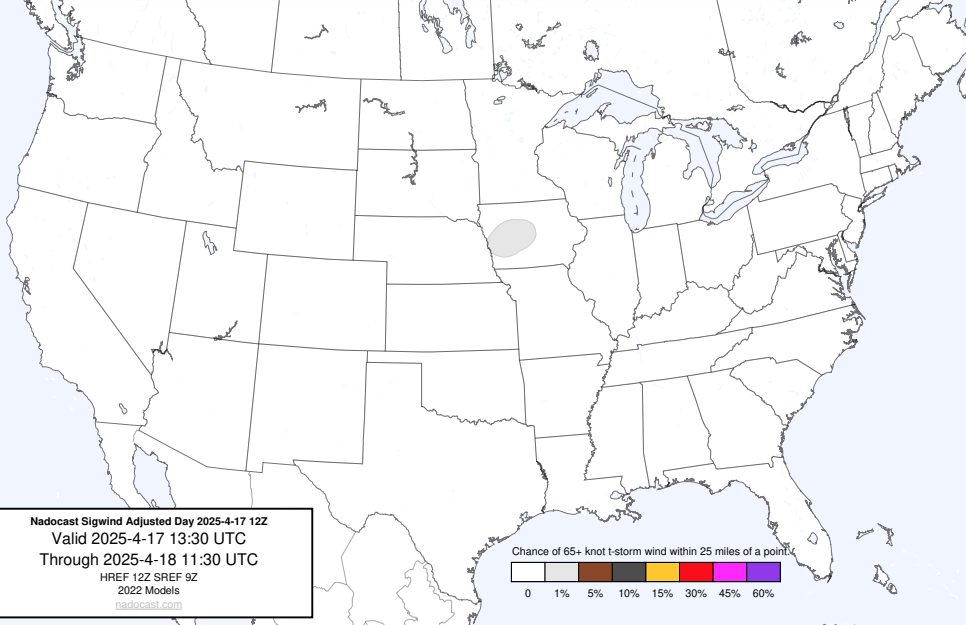 Nadocast Sigwind Adjusted Day 2025-4-17 12Z
Valid 2025-4-17 13:30 UTC
Through 2025-4-18 11:30 UTC
HREF 12Z SREF 9Z
2022 Models
nadocast.com
Chance of 65+ knot t-storm wind within 25 miles of a point.
0 1% 5% 10% 15% 30% 45% 60%